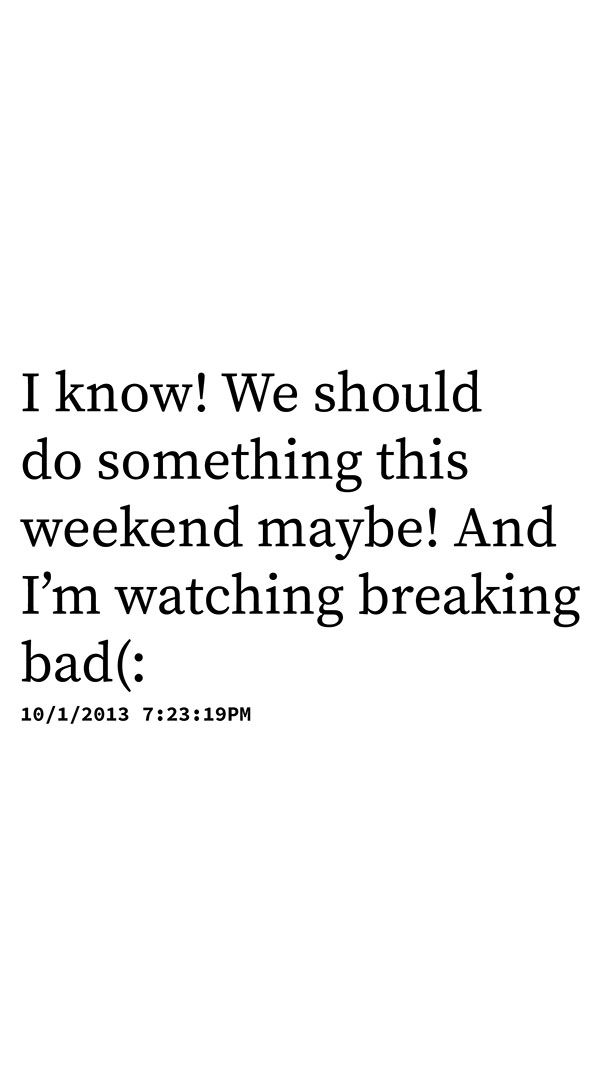 I know! We should
do something this
weekend maybe! And
I’m watching breaking
bad(:
10/1/2013 7:23:19PM